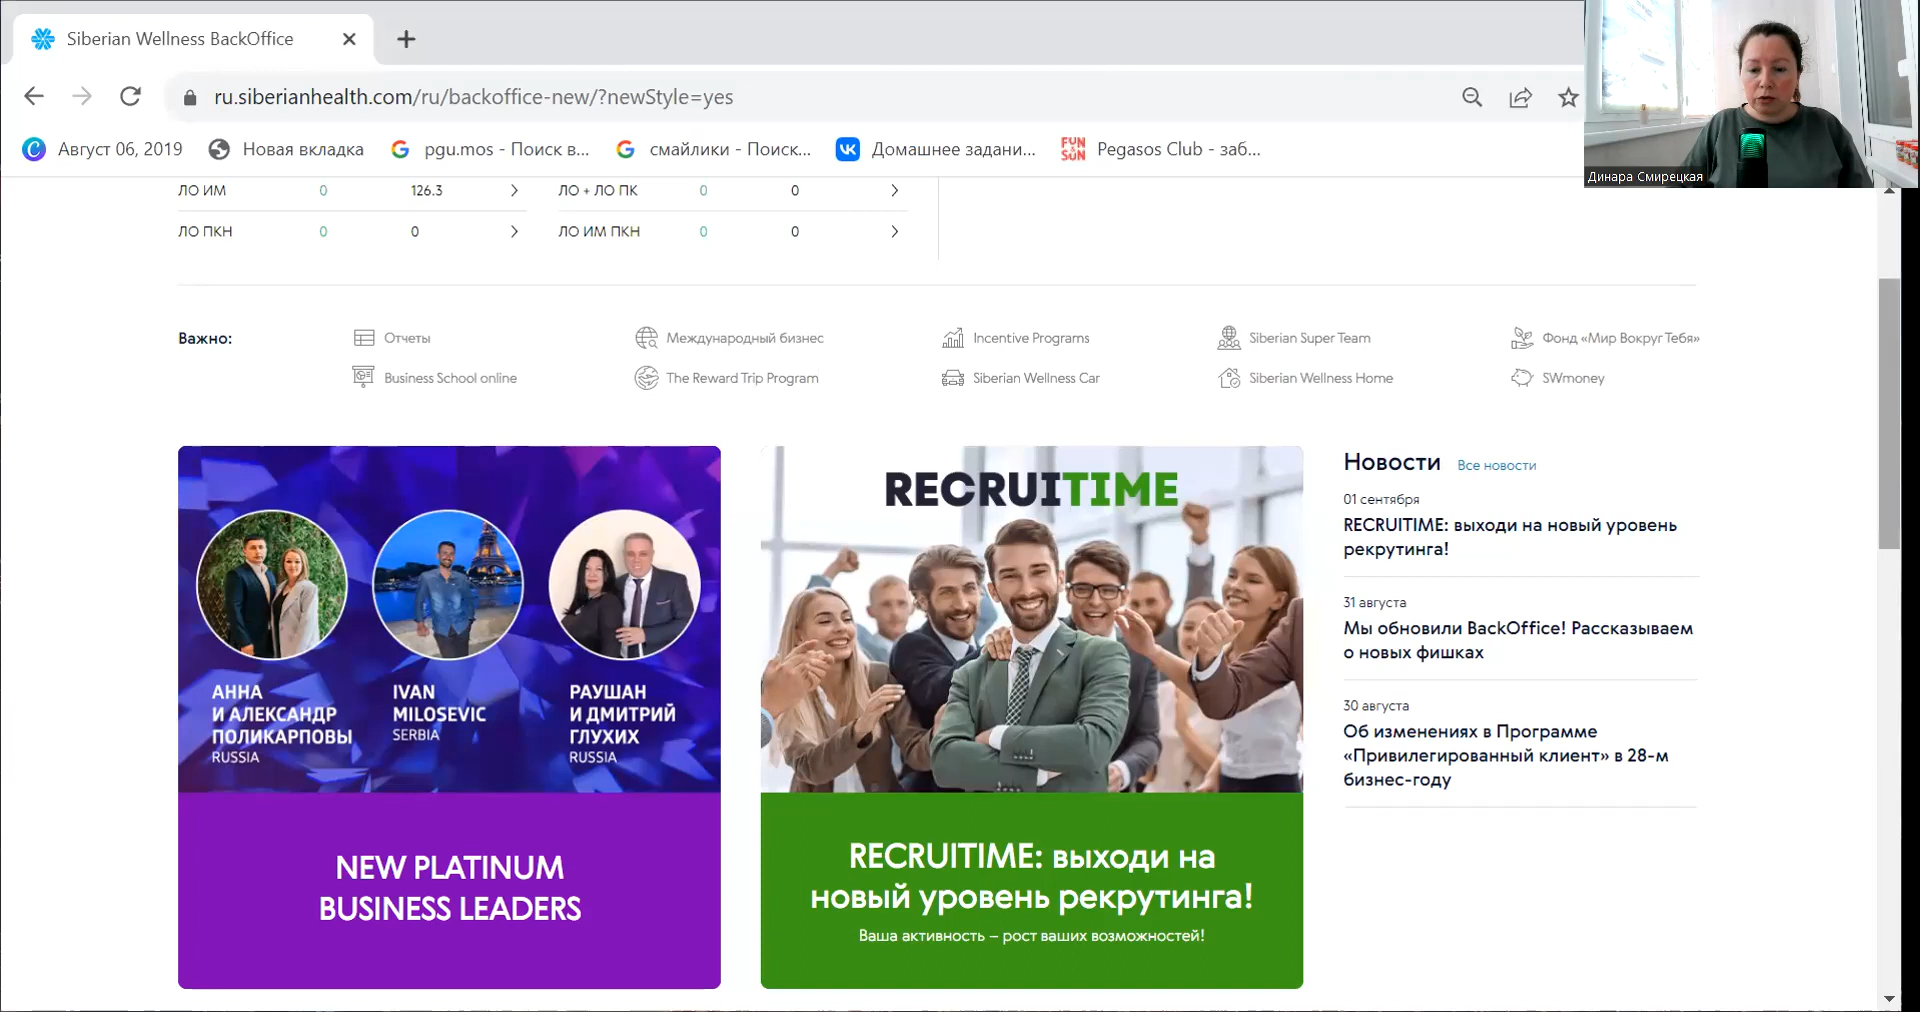 Siberian Wellness BackOffice
ru.siberianhealth.com/ru/backoffice-new/?newStyle=yes
Август 06, 2019
Новая вкладка
pgu.mos - Поиск в...
смайлики - Поиск...
Домашнее задани...
FUN&SUN
Pegasos Club - заб...
Динара Смирецкая
ЛО ИМ 0 126.3
ЛО + ЛО ПК 0 0
ЛО ПКН 0 0
ЛО ИМ ПКН 0 0
Важно:
Отчеты
Международный бизнес
Incentive Programs
Siberian Super Team
Фонд «Мир Вокруг Тебя»
Business School online
The Reward Trip Program
Siberian Wellness Car
Siberian Wellness Home
SWmoney
АННА
И АЛЕКСАНДР
ПОЛИКАРПОВЫ
RUSSIA
IVAN
MILOSEVIC
SERBIA
РАУШАН
И ДМИТРИЙ
ГЛУХИХ
RUSSIA
NEW PLATINUM
BUSINESS LEADERS
RECRUITIME
RECRUITIME: выходи на
новый уровень рекрутинга!
Ваша активность – рост ваших возможностей!
Новости
Все новости
01 сентября
RECRUITIME: выходи на новый уровень
рекрутинга!
31 августа
Мы обновили BackOffice! Рассказываем
о новых фишках
30 августа
Об изменениях в Программе
«Привилегированный клиент» в 28-м
бизнес-году